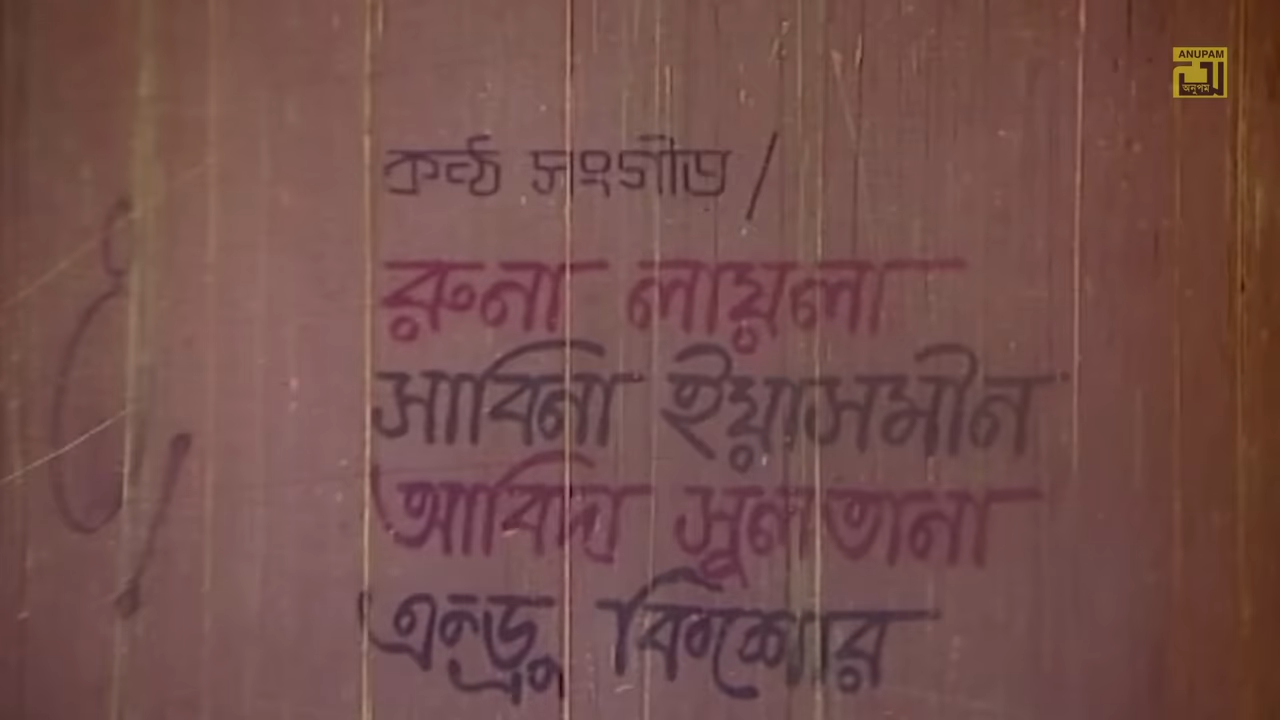 ANUPAM
অনুপম
কন্ঠ সংগীত /
রুনা লায়লা
সাবিনা ইয়াসমীন
আবিদা সুলতানা
এন্ড্রু কিশোর